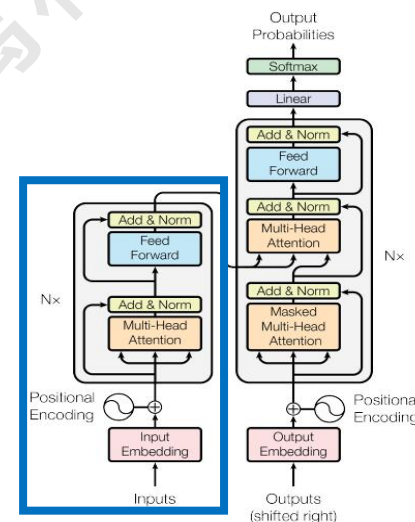 Output
Probabilities
Softmax
Linear
Add & Norm
Feed
Forward
Add & Norm
Multi-Head
Attention
Add & Norm
Masked
Multi-Head
Attention
Nx
Positional
Encoding
Output
Embedding
Outputs
(shifted right)
Add & Norm
Feed
Forward
Add & Norm
Multi-Head
Attention
Nx
Positional
Encoding
Input
Embedding
Inputs